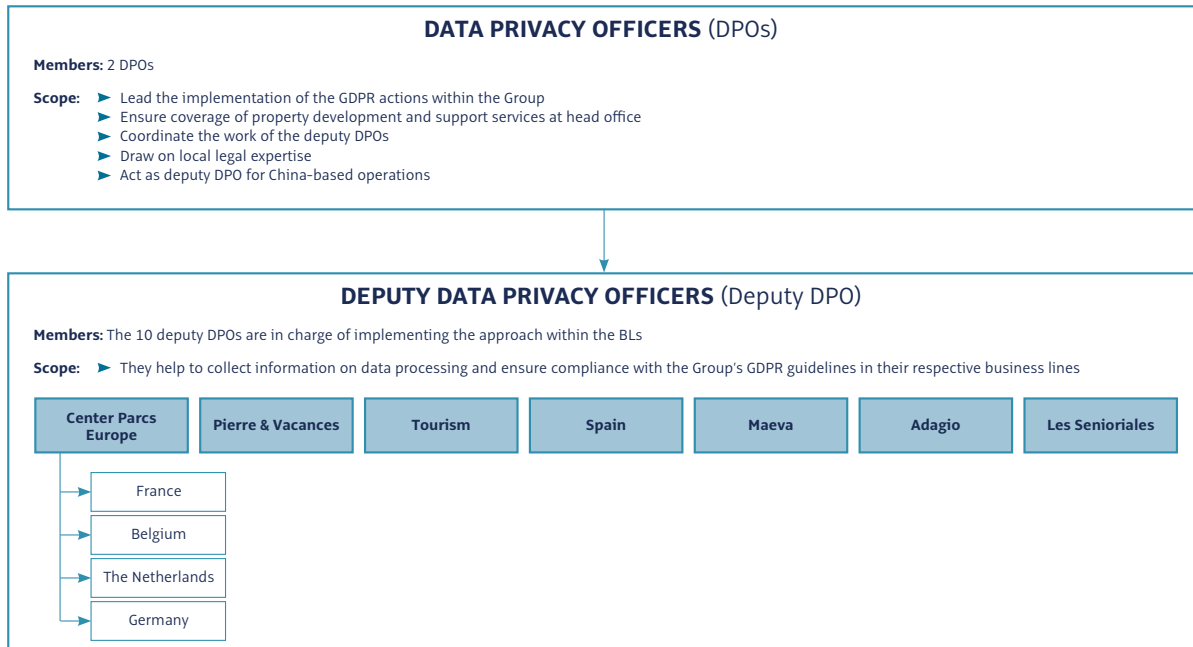 DATA PRIVACY OFFICERS (DPOs)
Members: 2 DPOs
Scope: ➤ Lead the implementation of the GDPR actions within the Group
➤ Ensure coverage of property development and support services at head office
➤ Coordinate the work of the deputy DPOs
➤ Draw on local legal expertise
➤ Act as deputy DPO for China-based operations
DEPUTY DATA PRIVACY OFFICERS (Deputy DPO)
Members: The 10 deputy DPOs are in charge of implementing the approach within the BLs
Scope: ➤ They help to collect information on data processing and ensure compliance with the Group's GDPR guidelines in their respective business lines
Center Parcs
Europe
Pierre & Vacances
Tourism
Spain
Maeva
Adagio
Les Senioriales
France
Belgium
The Netherlands
Germany